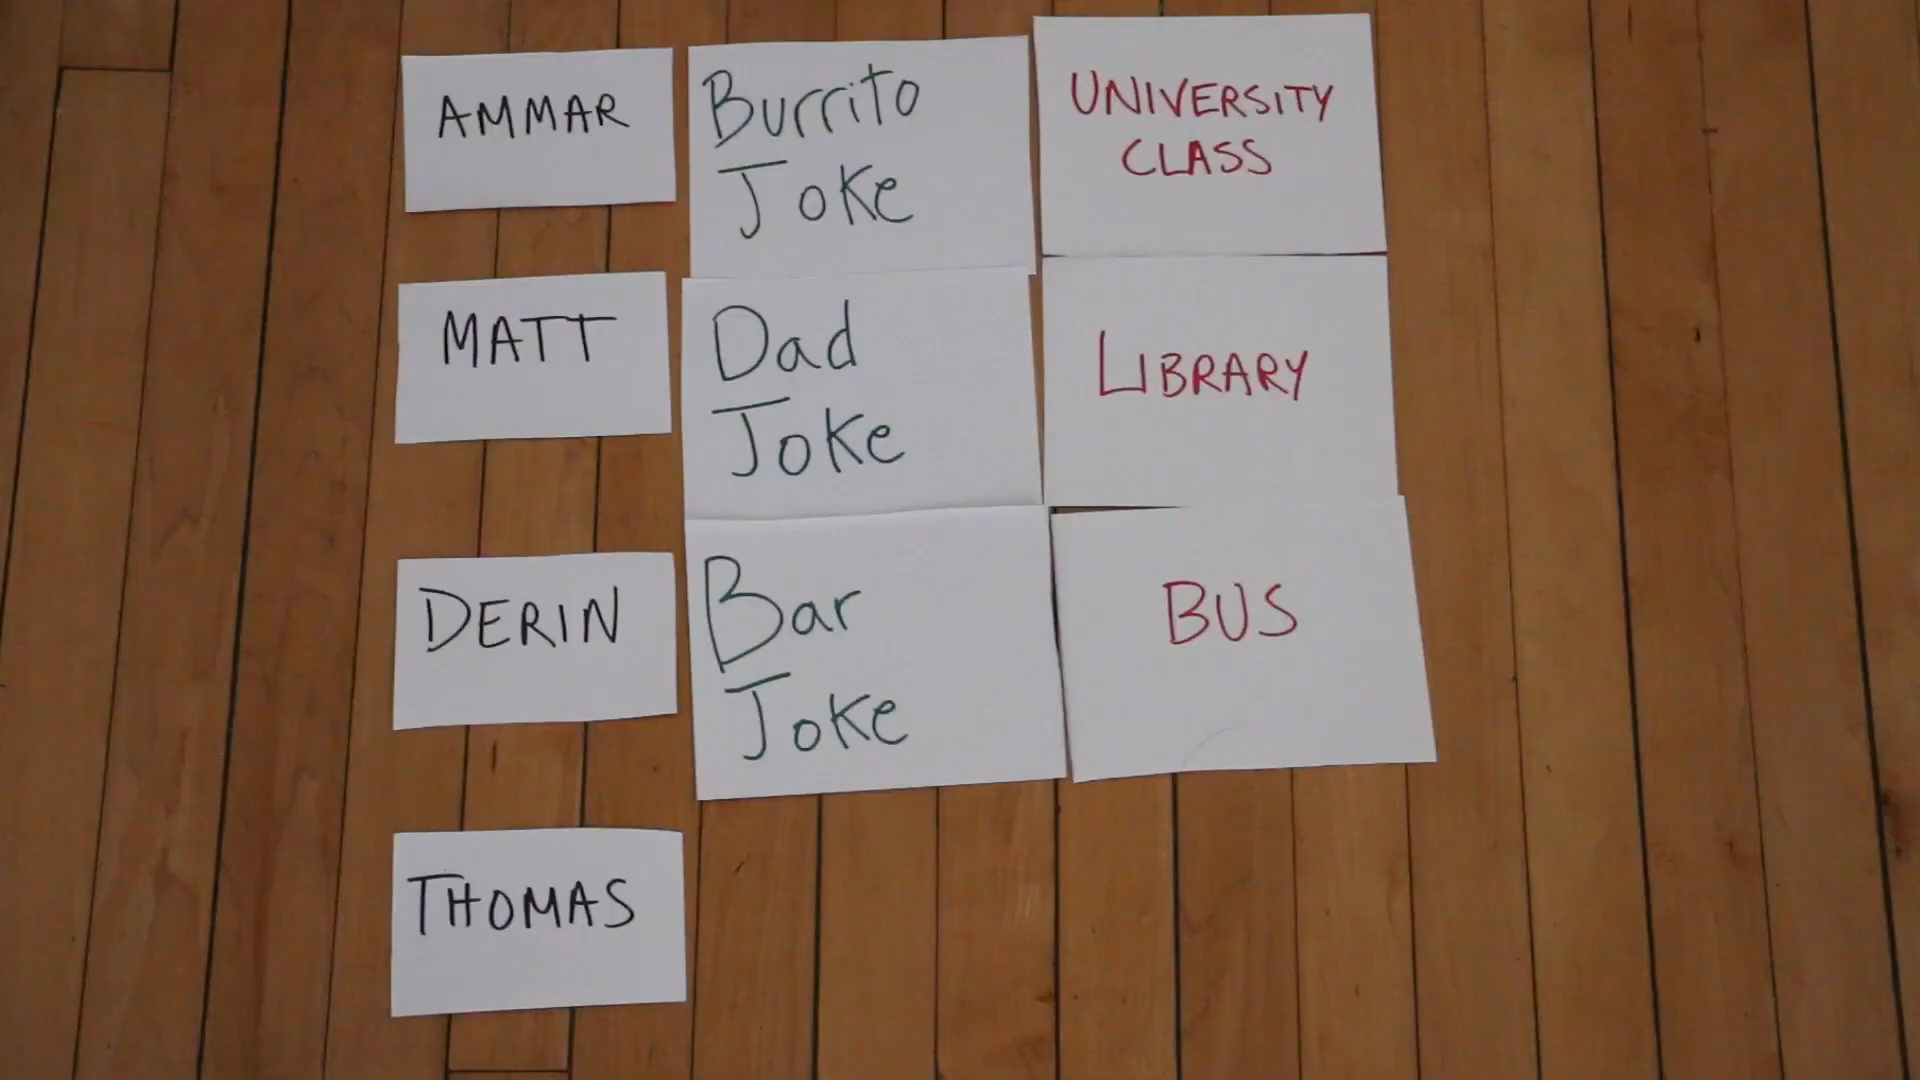 AMMAR
Burrito
Joke
UNIVERSITY
CLASS
MATT
Dad
Joke
LIBRARY
DERIN
Bar
Joke
BUS
THOMAS